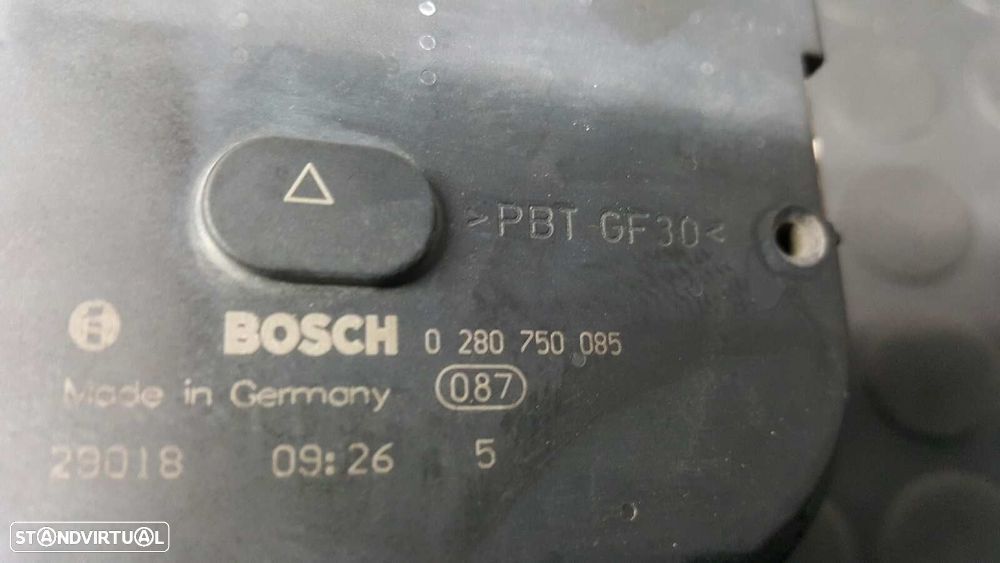 >PBT-GF30<
BOSCH 0 280 750 085
Made in Germany 087
29018 09:26 5
STANDVIRTUAL